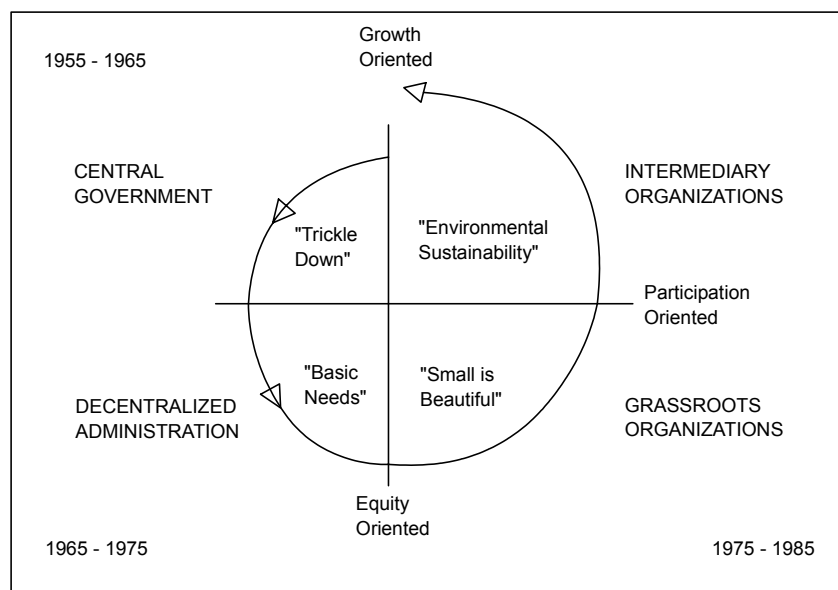 Growth
Oriented
1955 - 1965
CENTRAL
GOVERNMENT
INTERMEDIARY
ORGANIZATIONS
"Trickle
Down"
"Environmental
Sustainability"
Participation
Oriented
"Basic
Needs"
"Small is
Beautiful"
DECENTRALIZED
ADMINISTRATION
GRASSROOTS
ORGANIZATIONS
Equity
Oriented
1965 - 1975
1975 - 1985